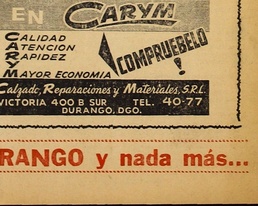 EN CARYM
CALIDAD
ATENCION
RAPIDEZ
MAYOR ECONOMIA
¡COMPRUEBELO!
Calzado, Reparaciones y Materiales, S.R.L.
VICTORIA 400 B SUR TEL. 40-77
DURANGO, DGO.
RANGO y nada más...